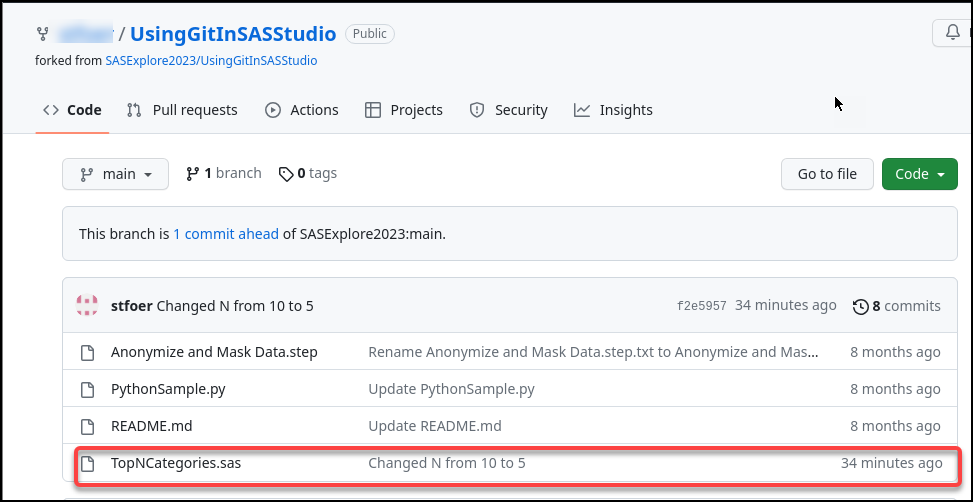 / UsingGitInSASStudio Public
forked from SASExplore2023/UsingGitInSASStudio
Code Pull requests Actions Projects Security Insights
main 1 branch 0 tags Go to file Code
This branch is 1 commit ahead of SASExplore2023:main.
stfoer Changed N from 10 to 5 f2e5957 34 minutes ago 8 commits
Anonymize and Mask Data.step Rename Anonymize and Mask Data.step.txt to Anonymize and Mas... 8 months ago
PythonSample.py Update PythonSample.py 8 months ago
README.md Update README.md 8 months ago
TopNCategories.sas Changed N from 10 to 5 34 minutes ago